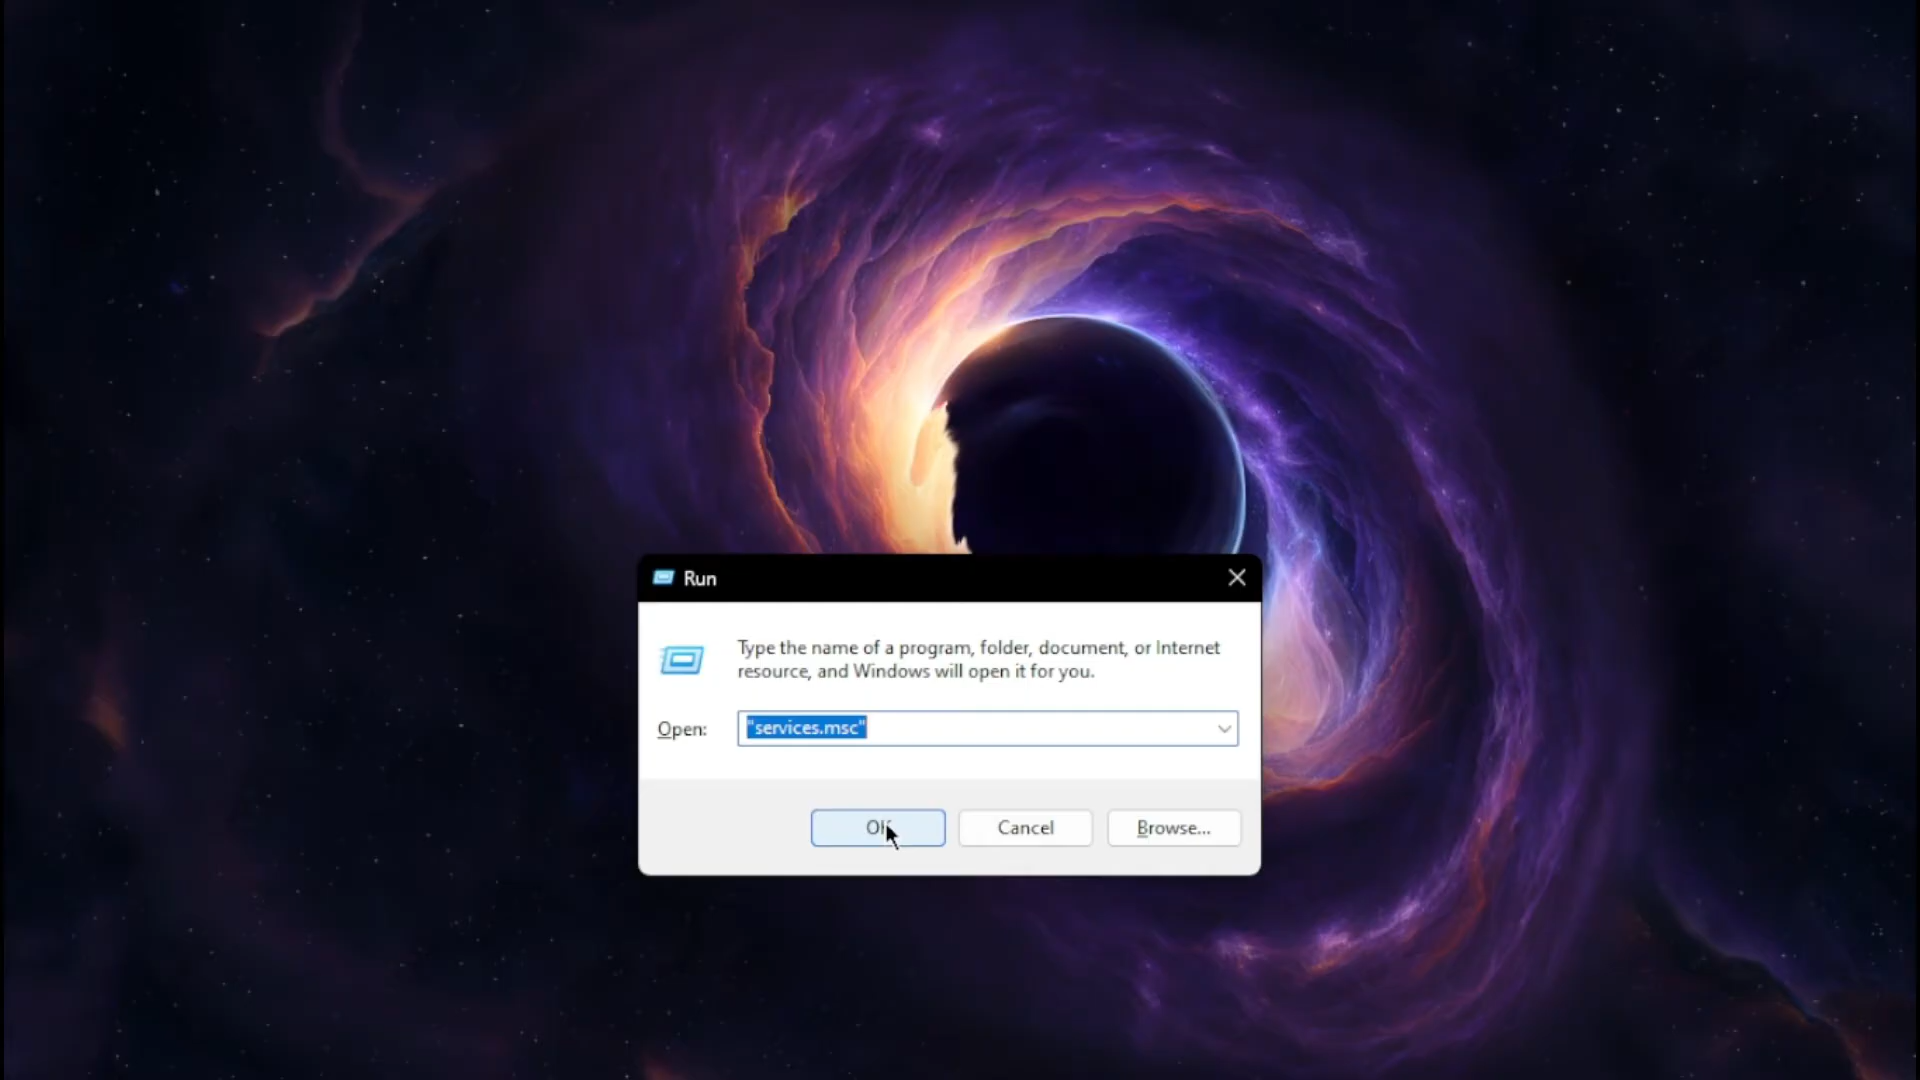 Run
Type the name of a program, folder, document, or Internet
resource, and Windows will open it for you.
Open:
"services.msc"
OK
Cancel
Browse...